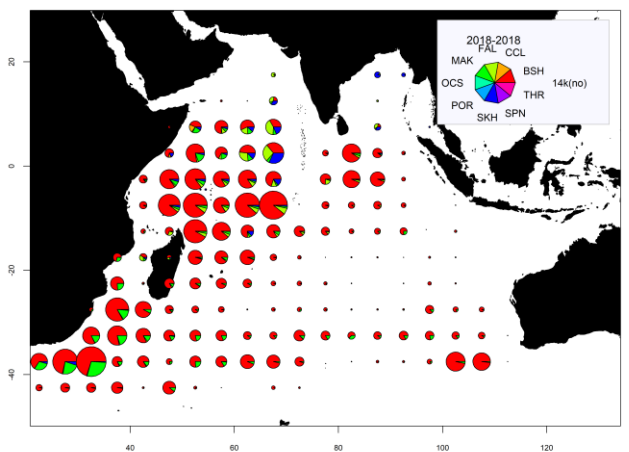 2018-2018
FAL CCL
MAK BSH
OCS 14k(no)
THR
POR SPN
SKH
20
0
-20
-40
40 60 80 100 120